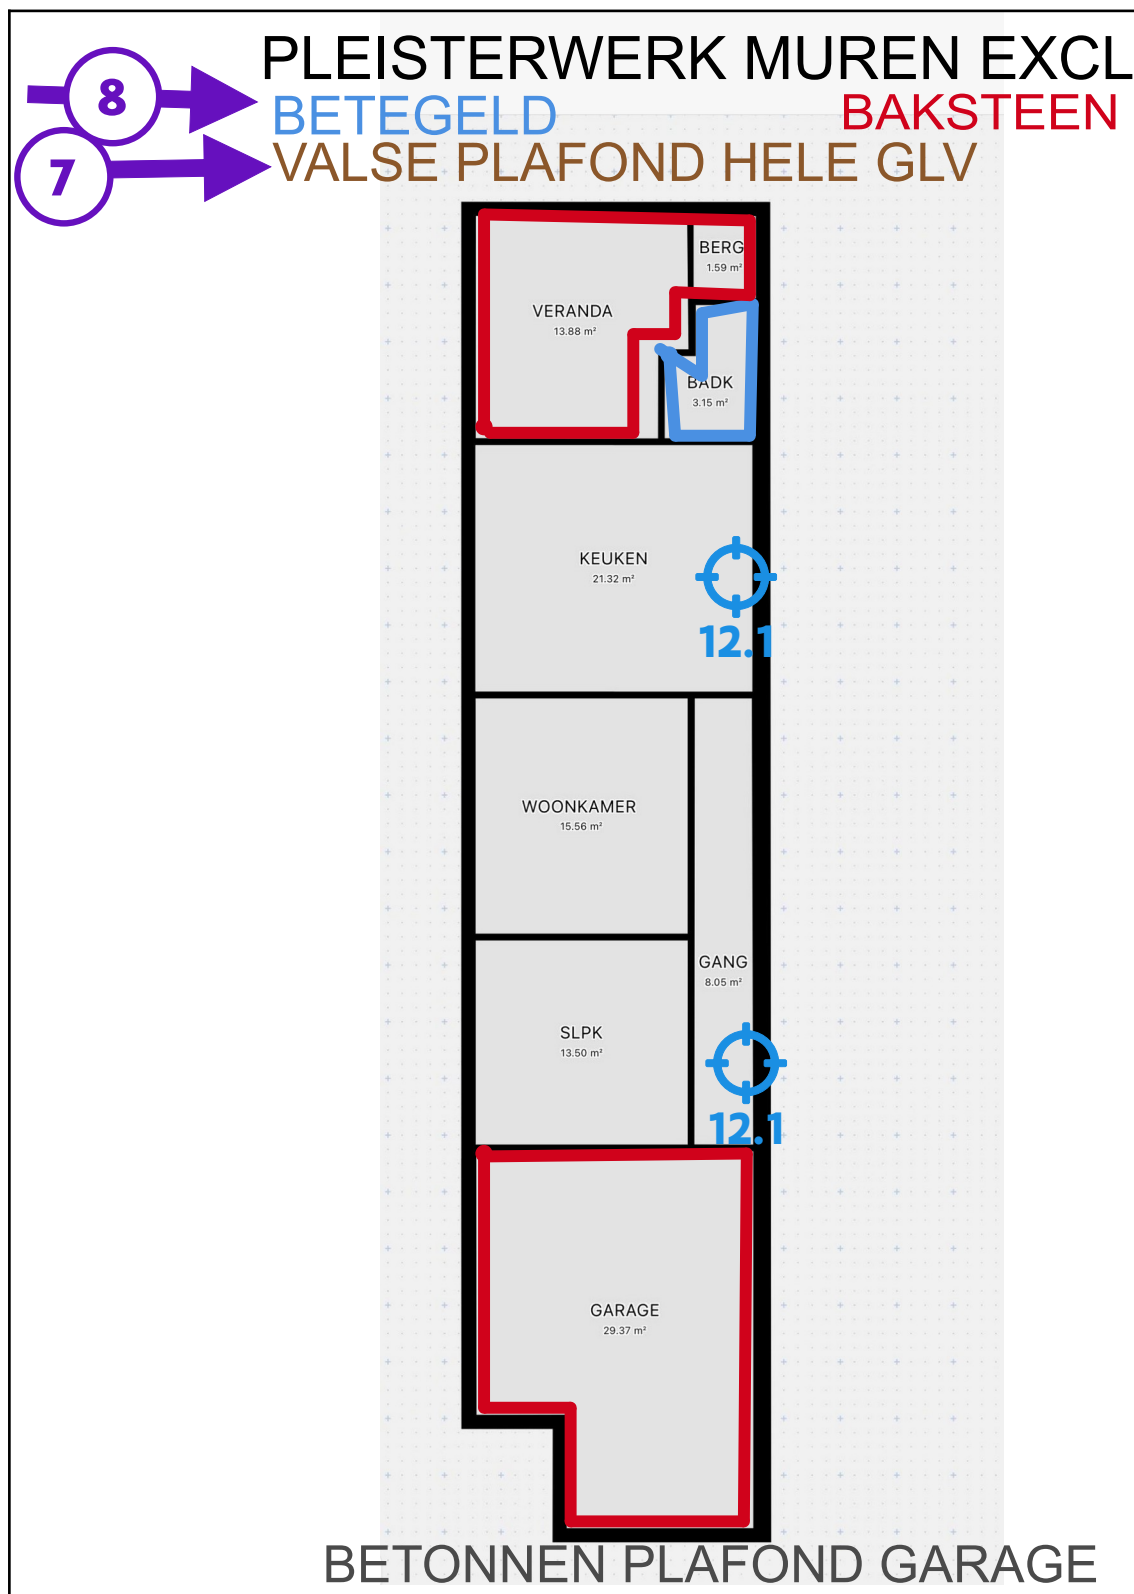 PLEISTERWERK MUREN EXCL
8
BETEGELD BAKSTEEN
VALSE PLAFOND HELE GLV
7
BERG
1.59 m²
VERANDA
13.88 m²
BADK
3.15 m²
KEUKEN
21.32 m²
12.1
WOONKAMER
15.56 m²
GANG
8.05 m²
SLPK
13.50 m²
12.1
GARAGE
29.37 m²
BETONNEN PLAFOND GARAGE